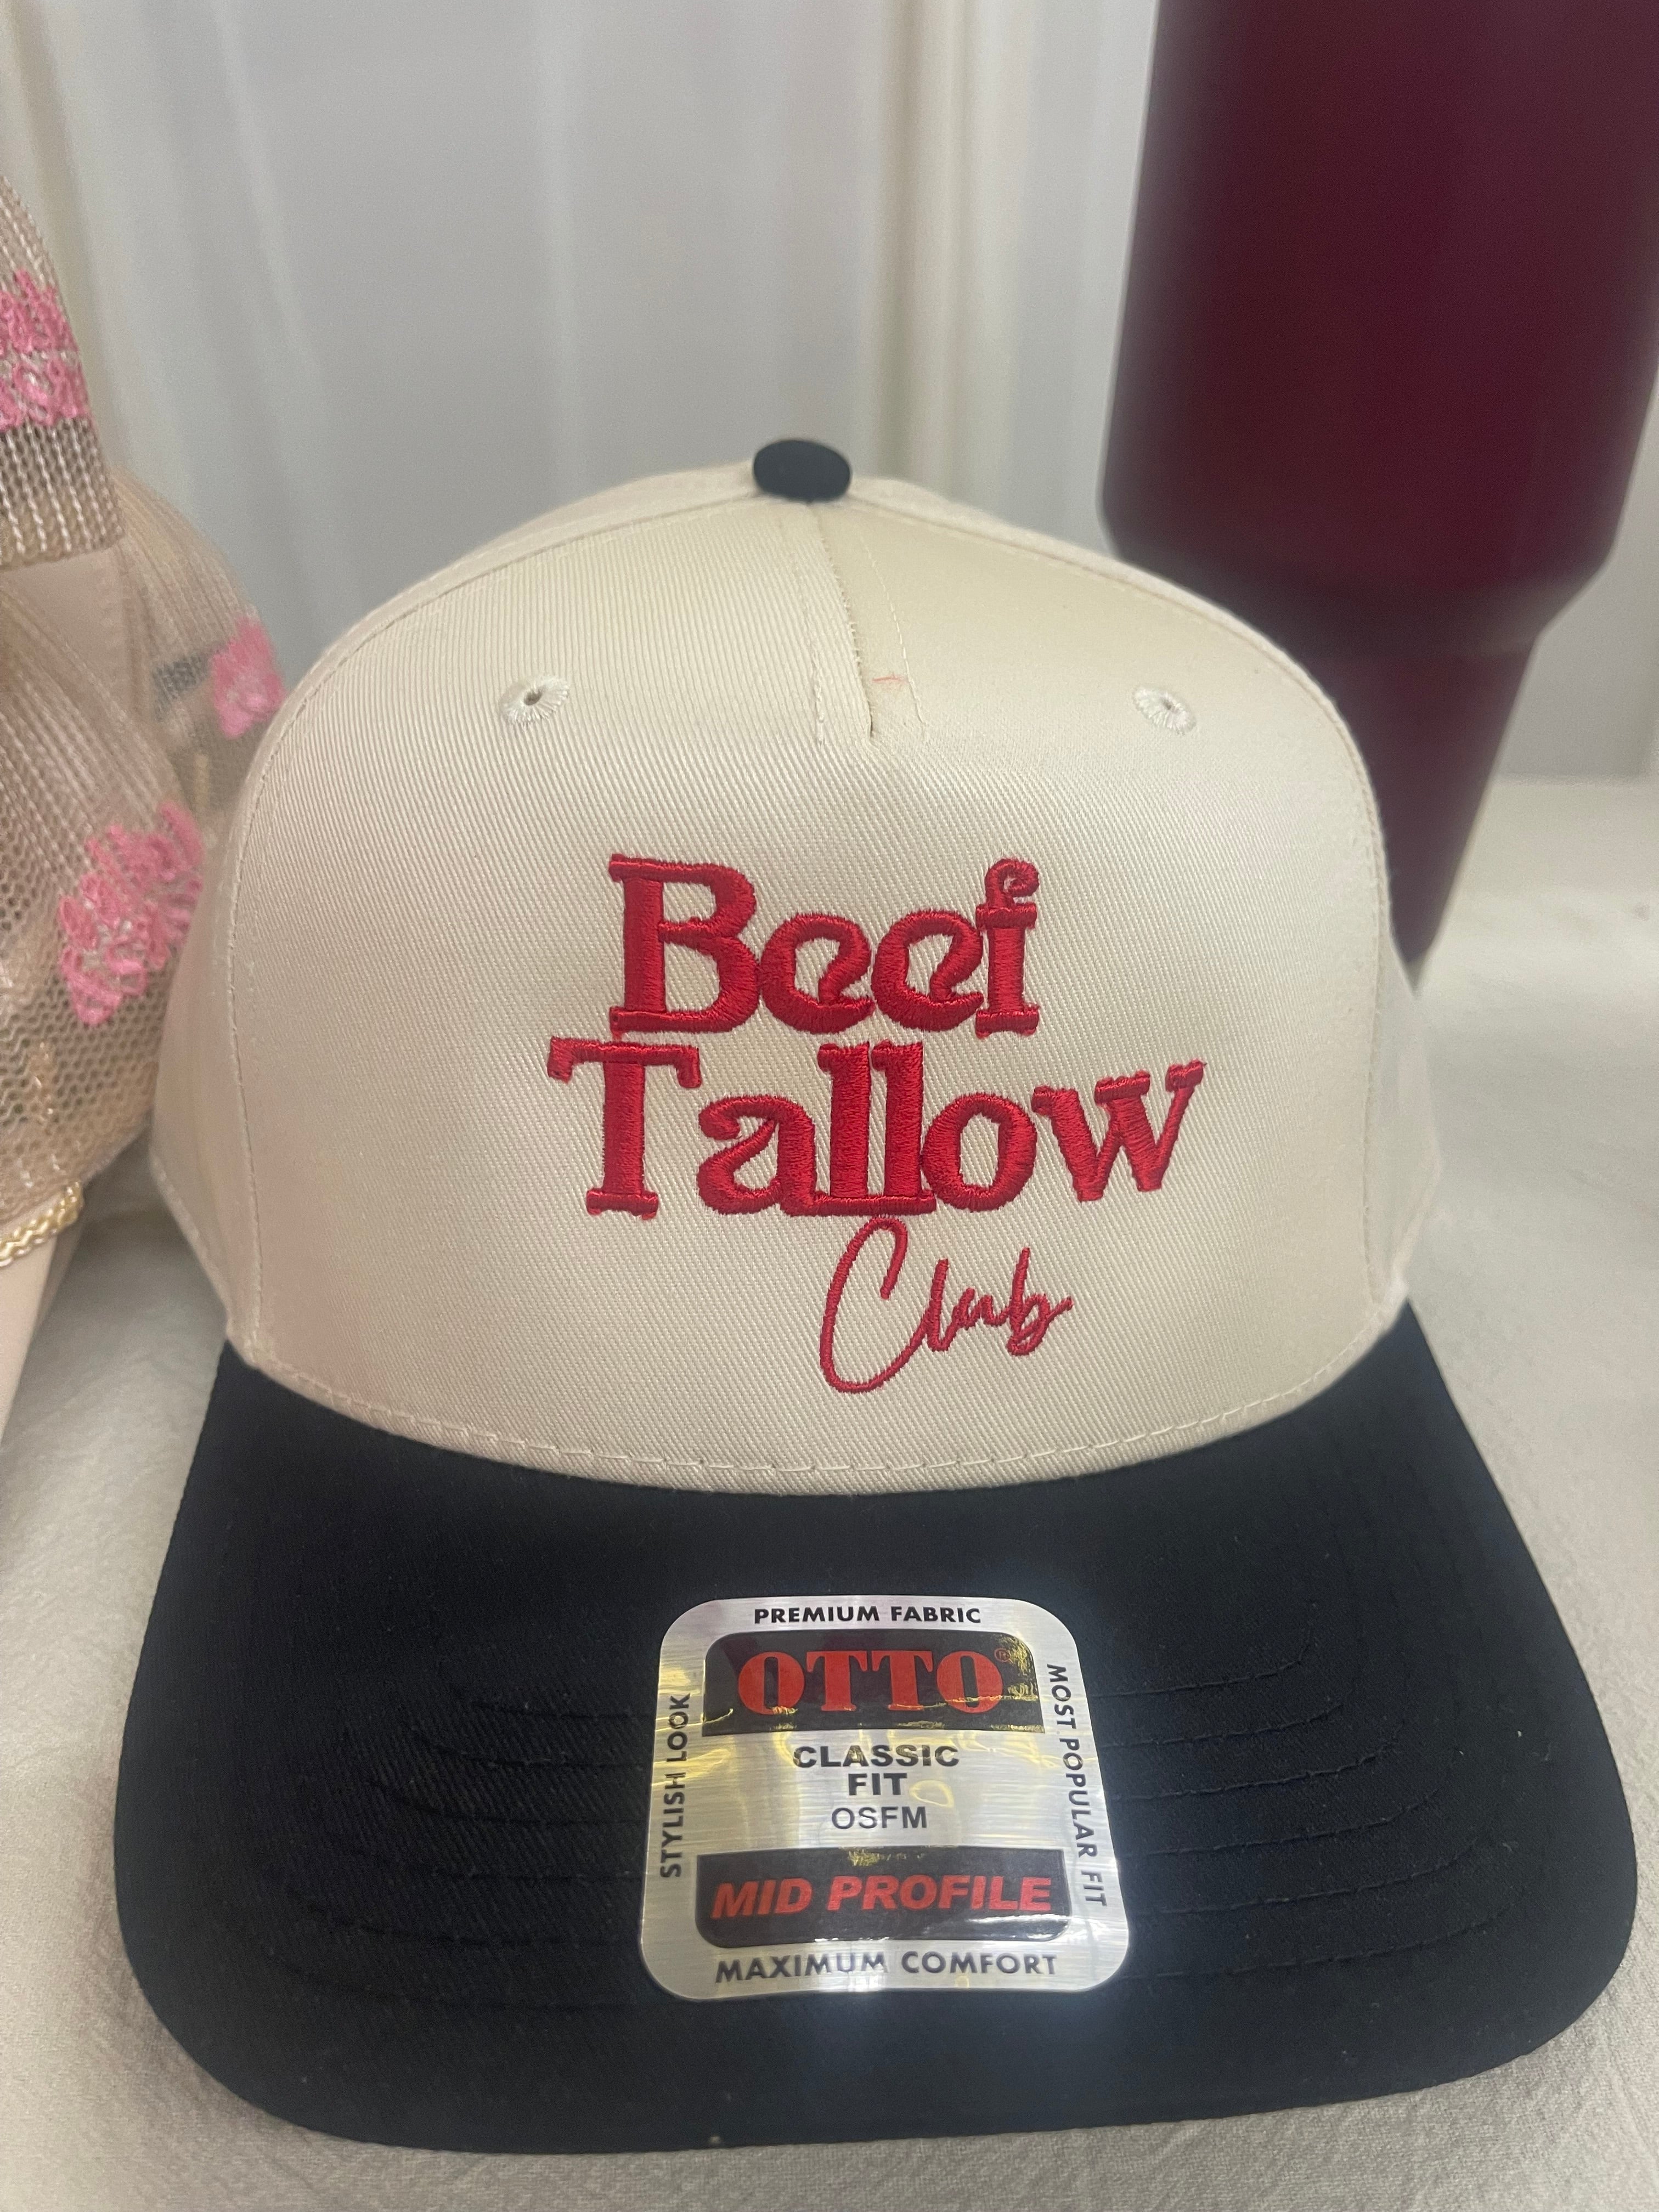 Beef
Tallow
Club
PREMIUM FABRIC
OTTO®
CLASSIC
FIT
OSFM
MID PROFILE
MAXIMUM COMFORT
STYLISH LOOK
MOST POPULAR FIT